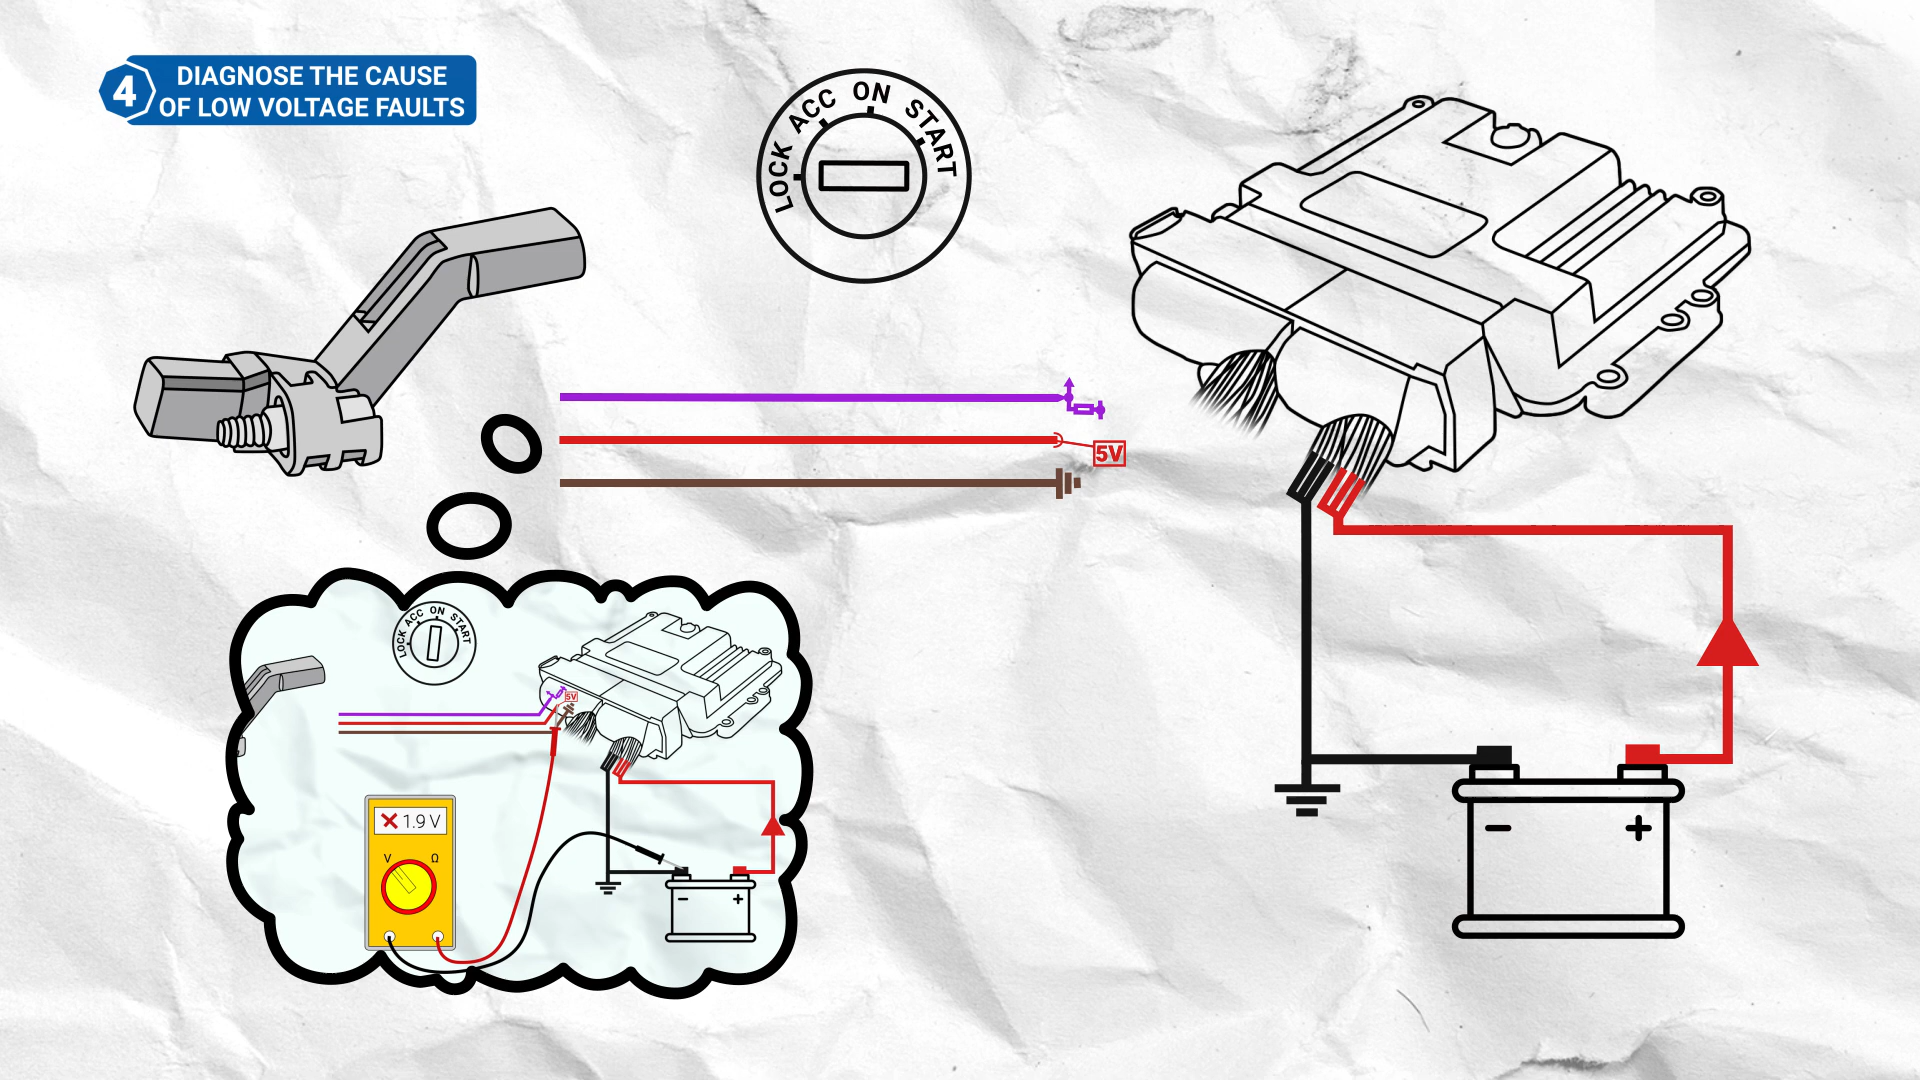 4
DIAGNOSE THE CAUSE
OF LOW VOLTAGE FAULTS
LOCK ACC ON START
5V
LOCK ACC ON START
5V
1.9 V
V Ω
− +
− +